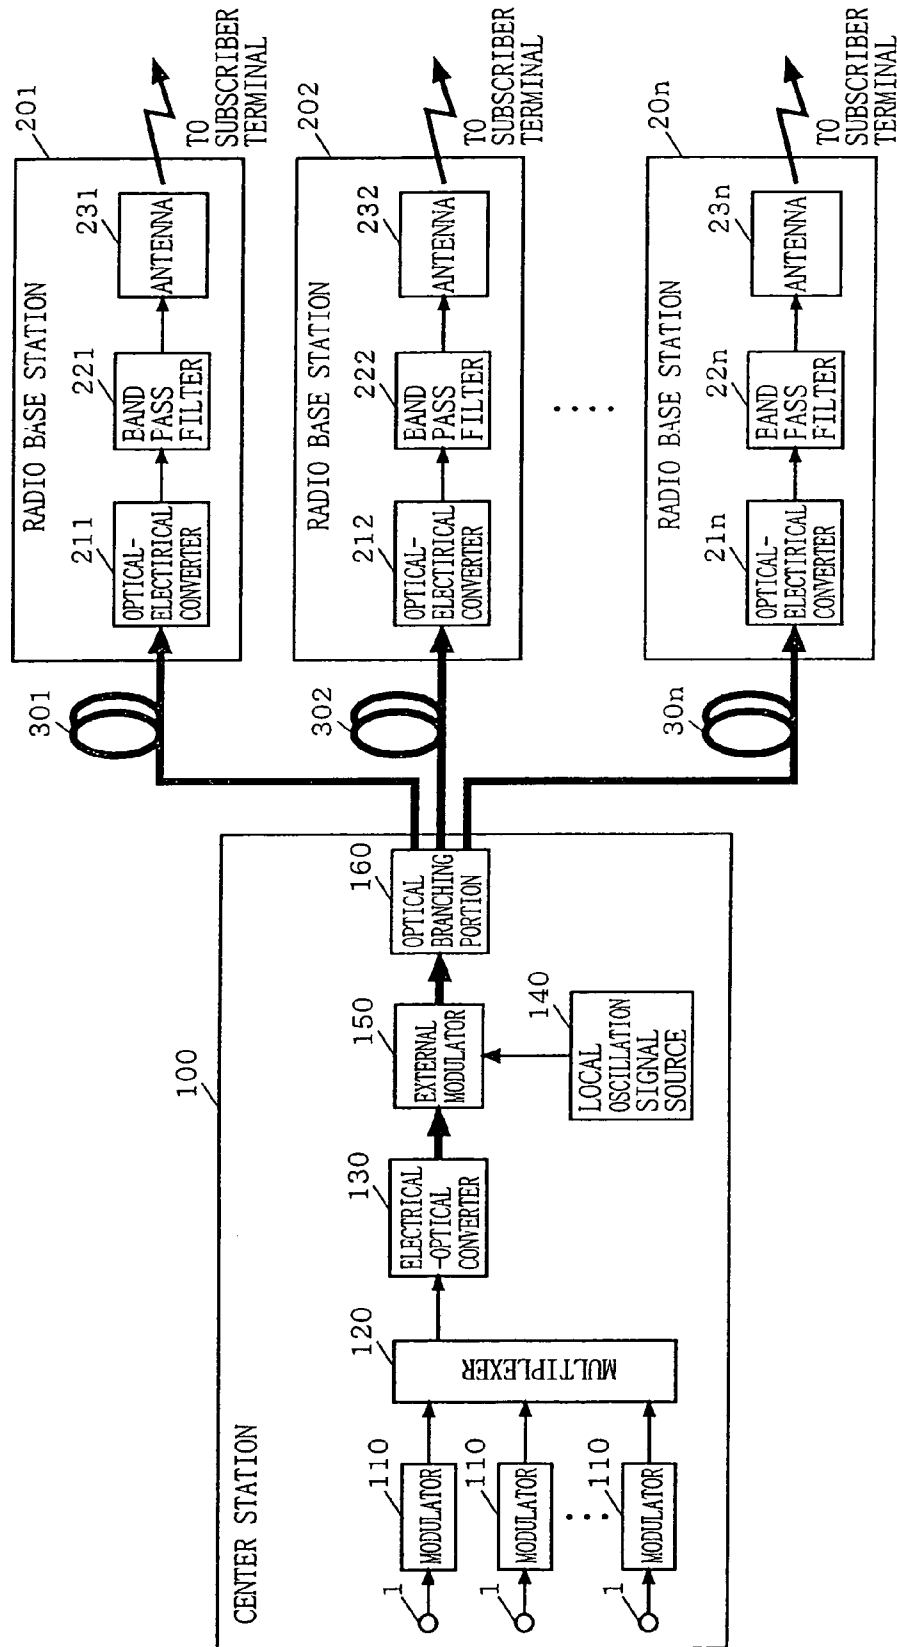 CENTER STATION
100
1
MODULATOR
110
1
MODULATOR
110
1
MODULATOR
110
. . .
MULTIPLEXER
120
ELECTRICAL
-OPTICAL
CONVERTER
130
EXTERNAL
MODULATOR
150
LOCAL
OSCILLATION
SIGNAL
SOURCE
140
OPTICAL
BRANCHING
PORTION
160
301
302
30n
RADIO BASE STATION
201
OPTICAL-
ELECTIRICAL
CONVERTER
211
BAND
PASS
FILTER
221
ANTENNA
231
TO
SUBSCRIBER
TERMINAL
RADIO BASE STATION
202
OPTICAL-
ELECTRICAL
CONVERTER
212
BAND
PASS
FILTER
222
ANTENNA
232
TO
SUBSCRIBER
TERMINAL
. . . .
RADIO BASE STATION
20n
OPTICAL-
ELECTRICAL
CONVERTER
21n
BAND
PASS
FILTER
22n
ANTENNA
23n
TO
SUBSCRIBER
TERMINAL